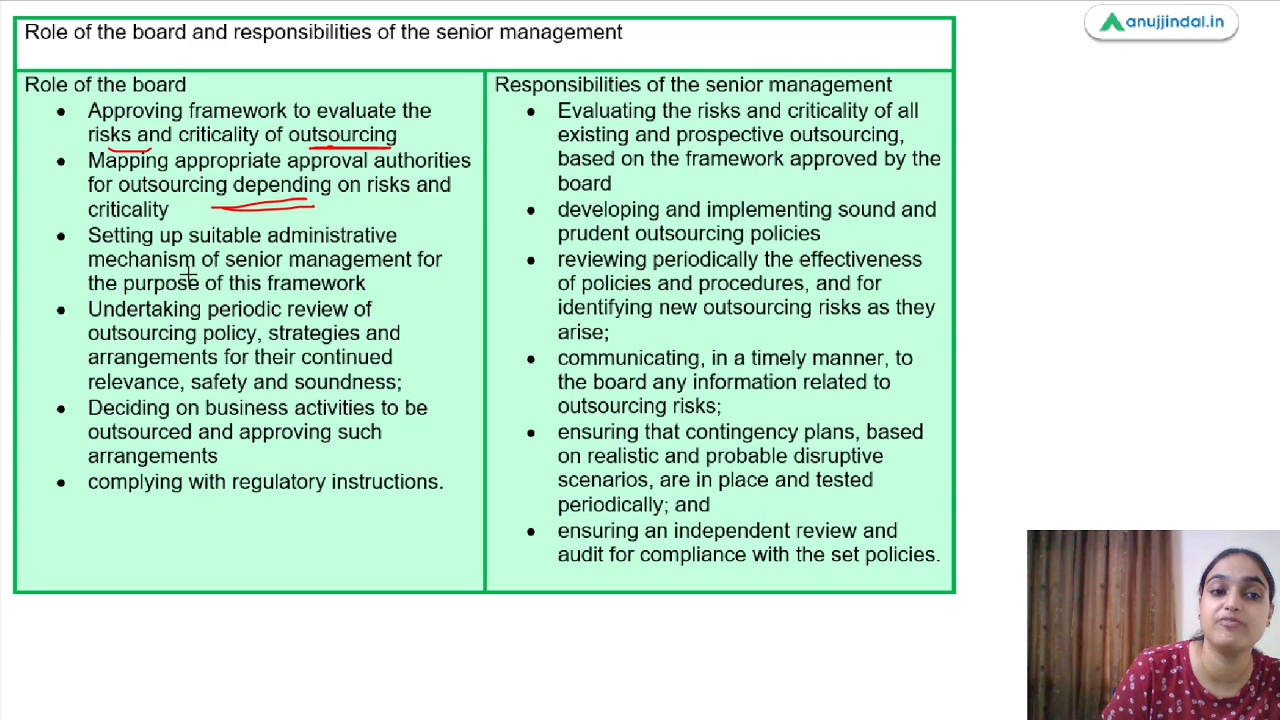 Role of the board and responsibilities of the senior management
anujjindal.in
Role of the board
• Approving framework to evaluate the
risks and criticality of outsourcing
• Mapping appropriate approval authorities
for outsourcing depending on risks and
criticality
• Setting up suitable administrative
mechanism of senior management for
the purpose of this framework
• Undertaking periodic review of
outsourcing policy, strategies and
arrangements for their continued
relevance, safety and soundness;
• Deciding on business activities to be
outsourced and approving such
arrangements
• complying with regulatory instructions.
Responsibilities of the senior management
• Evaluating the risks and criticality of all
existing and prospective outsourcing,
based on the framework approved by the
board
• developing and implementing sound and
prudent outsourcing policies
• reviewing periodically the effectiveness
of policies and procedures, and for
identifying new outsourcing risks as they
arise;
• communicating, in a timely manner, to
the board any information related to
outsourcing risks;
• ensuring that contingency plans, based
on realistic and probable disruptive
scenarios, are in place and tested
periodically; and
• ensuring an independent review and
audit for compliance with the set policies.